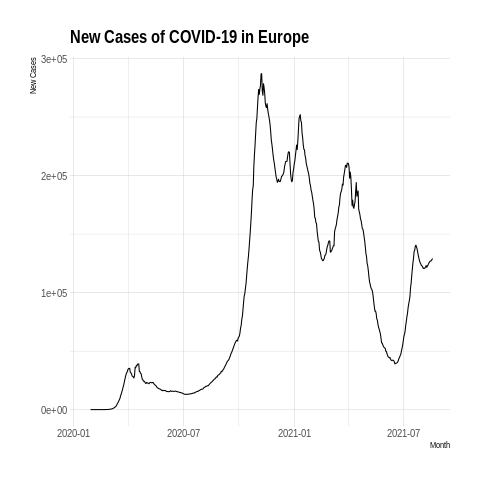 New Cases of COVID-19 in Europe
New Cases
3e+05
2e+05
1e+05
0e+00
2020-01
2020-07
2021-01
2021-07
Month